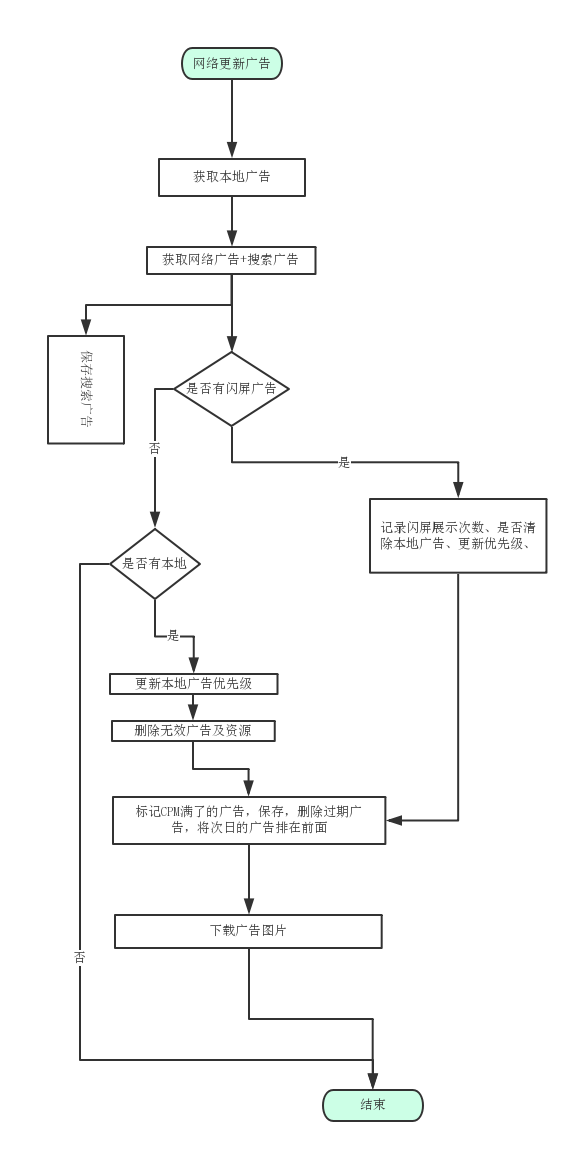 网络更新广告
获取本地广告
获取网络广告+搜索广告
保存搜索广告
是否有闪屏广告
否
是
记录闪屏展示次数、是否清
除本地广告、更新优先级、
是否有本地
是
更新本地广告优先级
删除无效广告及资源
标记CPM满了的广告，保存，删除过期广
告，将次日的广告排在前面
下载广告图片
否
结束